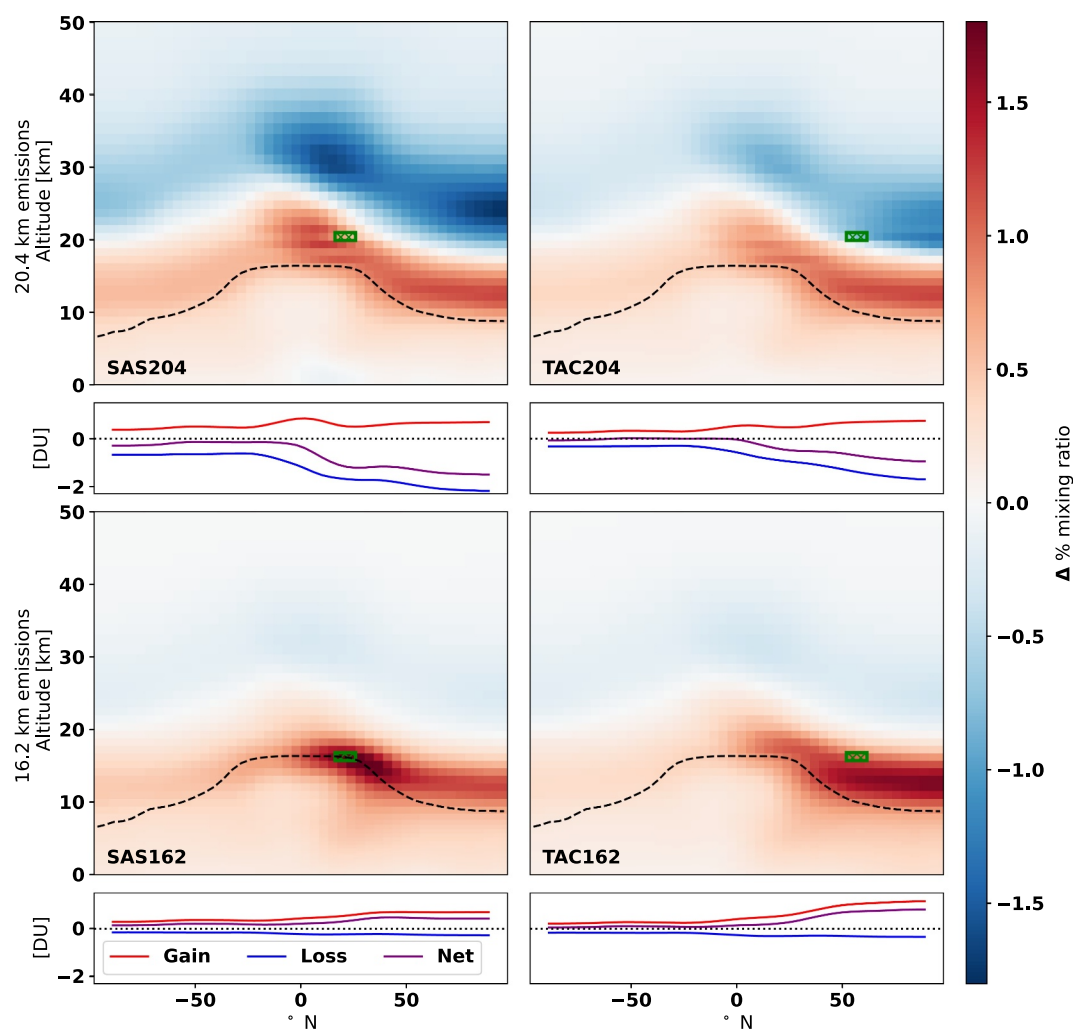 50
40
30
20
10
0
20.4 km emissions
Altitude [km]
SAS204
TAC204
0
−2
[DU]
50
40
30
20
10
0
16.2 km emissions
Altitude [km]
SAS162
TAC162
0
−2
[DU]
Gain Loss Net
−50 0 50
° N
−50 0 50
° N
1.5
1.0
0.5
0.0
−0.5
−1.0
−1.5
Δ % mixing ratio